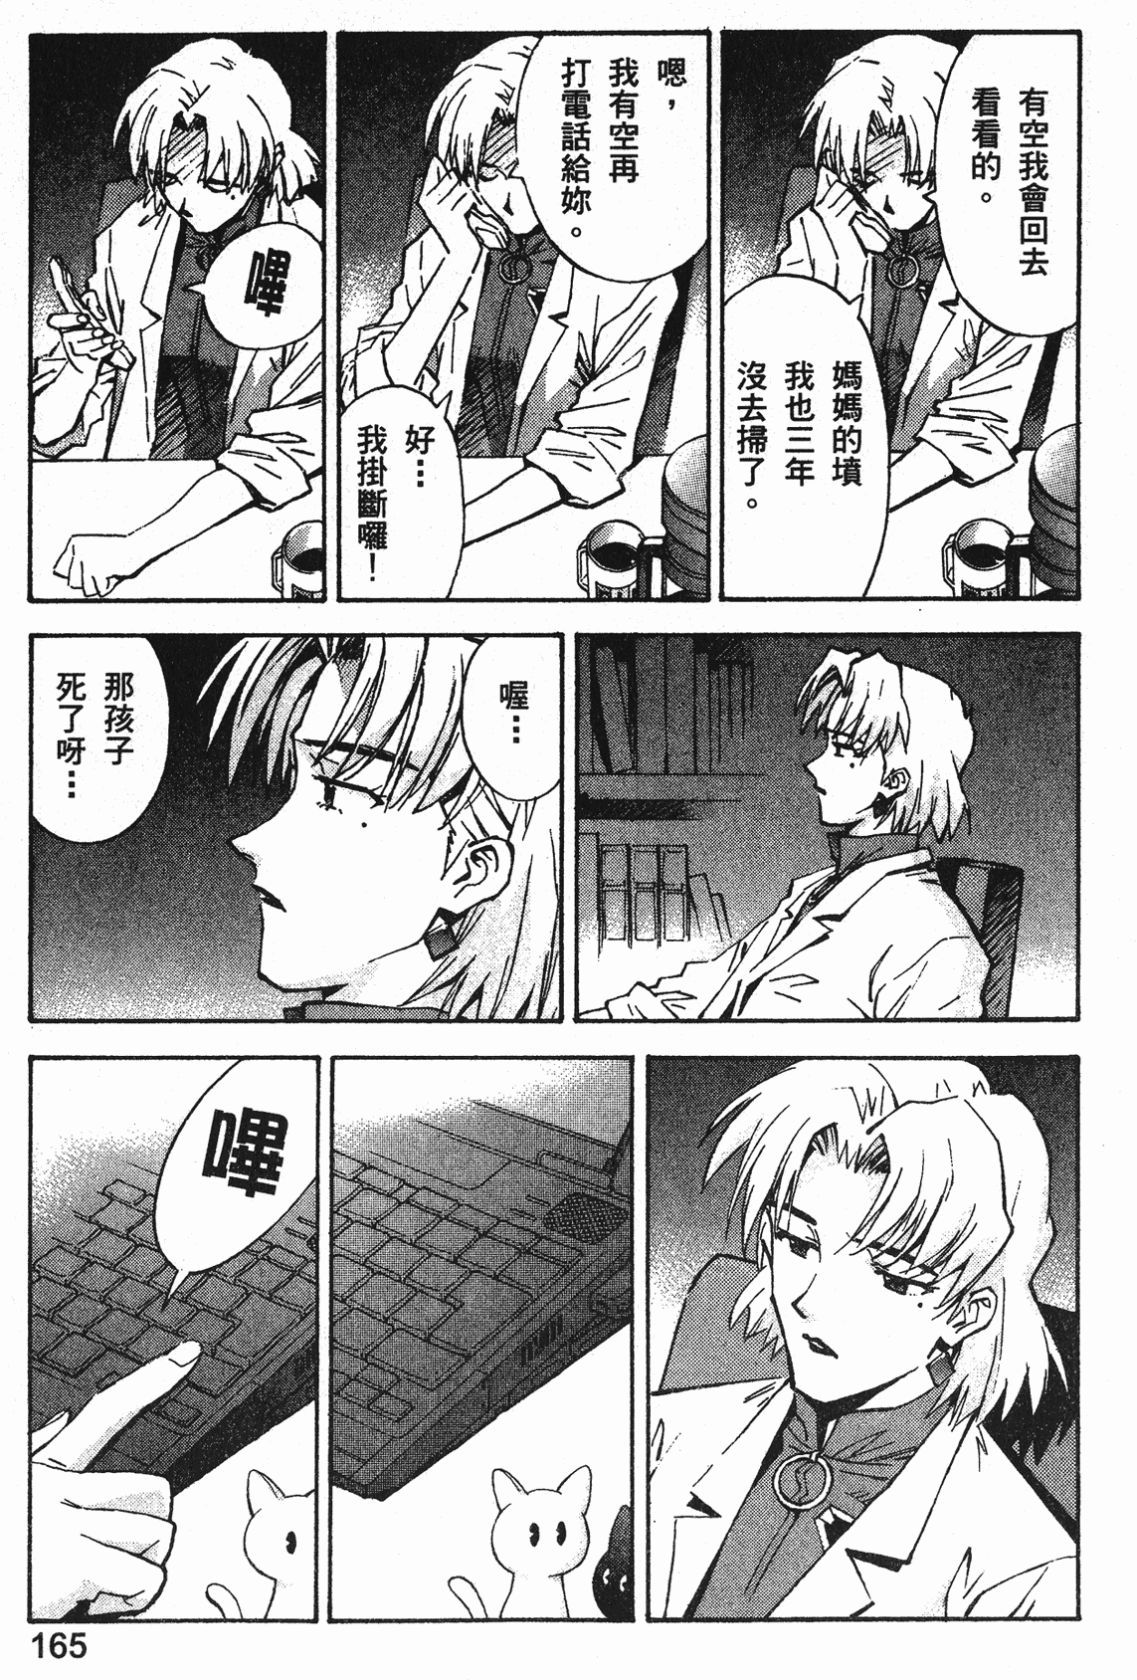 有空我會回去
看看的。
媽媽的墳
我也三年
沒去掃了。
嗯，
我有空再
打電話給妳。
好…
我掛斷囉！
嗶
喔…
那孩子
死了呀…
嗶
165